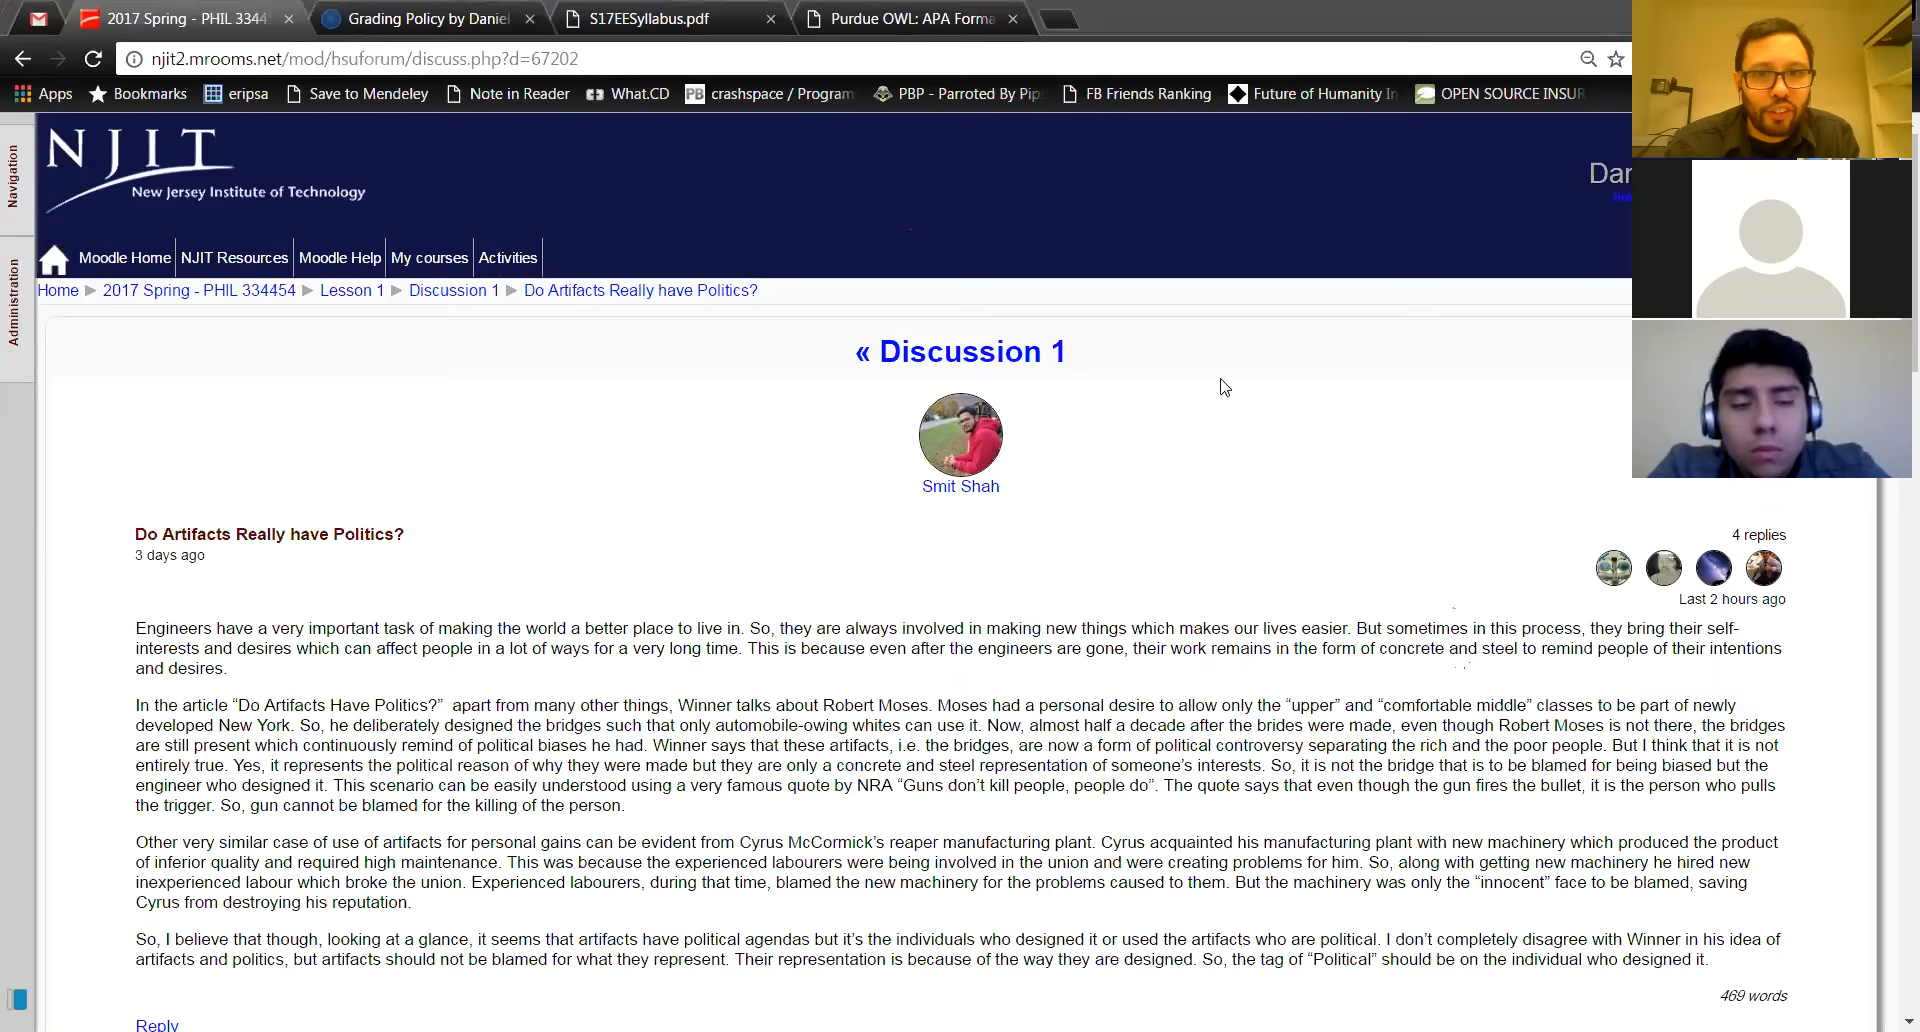 2017 Spring - PHIL 3344
Grading Policy by Daniel
S17EESyllabus.pdf
Purdue OWL: APA Forma
njit2.mrooms.net/mod/hsuforum/discuss.php?d=67202
Apps
Bookmarks
eripsa
Save to Mendeley
Note in Reader
What.CD
PB crashspace / Program
PBP - Parroted By Pip
FB Friends Ranking
Future of Humanity In
OPEN SOURCE INSUR
Navigation
Administration
NJIT
New Jersey Institute of Technology
Dan
Moodle Home
NJIT Resources
Moodle Help
My courses
Activities
Home ► 2017 Spring - PHIL 334454 ► Lesson 1 ► Discussion 1 ► Do Artifacts Really have Politics?
« Discussion 1
Smit Shah
Do Artifacts Really have Politics?
3 days ago
4 replies
Last 2 hours ago
Engineers have a very important task of making the world a better place to live in. So, they are always involved in making new things which makes our lives easier. But sometimes in this process, they bring their self-
interests and desires which can affect people in a lot of ways for a very long time. This is because even after the engineers are gone, their work remains in the form of concrete and steel to remind people of their intentions
and desires.
In the article “Do Artifacts Have Politics?” apart from many other things, Winner talks about Robert Moses. Moses had a personal desire to allow only the “upper” and “comfortable middle” classes to be part of newly
developed New York. So, he deliberately designed the bridges such that only automobile-owing whites can use it. Now, almost half a decade after the brides were made, even though Robert Moses is not there, the bridges
are still present which continuously remind of political biases he had. Winner says that these artifacts, i.e. the bridges, are now a form of political controversy separating the rich and the poor people. But I think that it is not
entirely true. Yes, it represents the political reason of why they were made but they are only a concrete and steel representation of someone’s interests. So, it is not the bridge that is to be blamed for being biased but the
engineer who designed it. This scenario can be easily understood using a very famous quote by NRA “Guns don’t kill people, people do”. The quote says that even though the gun fires the bullet, it is the person who pulls
the trigger. So, gun cannot be blamed for the killing of the person.
Other very similar case of use of artifacts for personal gains can be evident from Cyrus McCormick’s reaper manufacturing plant. Cyrus acquainted his manufacturing plant with new machinery which produced the product
of inferior quality and required high maintenance. This was because the experienced labourers were being involved in the union and were creating problems for him. So, along with getting new machinery he hired new
inexperienced labour which broke the union. Experienced labourers, during that time, blamed the new machinery for the problems caused to them. But the machinery was only the “innocent” face to be blamed, saving
Cyrus from destroying his reputation.
So, I believe that though, looking at a glance, it seems that artifacts have political agendas but it’s the individuals who designed it or used the artifacts who are political. I don’t completely disagree with Winner in his idea of
artifacts and politics, but artifacts should not be blamed for what they represent. Their representation is because of the way they are designed. So, the tag of “Political” should be on the individual who designed it.
469 words
Reply